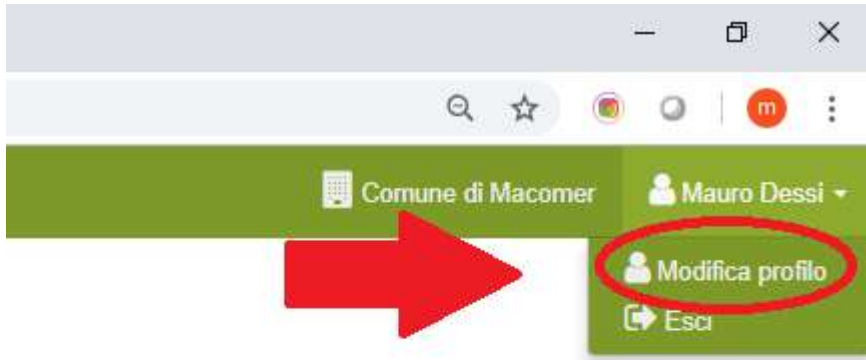 m
Comune di Macomer
Mauro Dessi
Modifica profilo
Esci